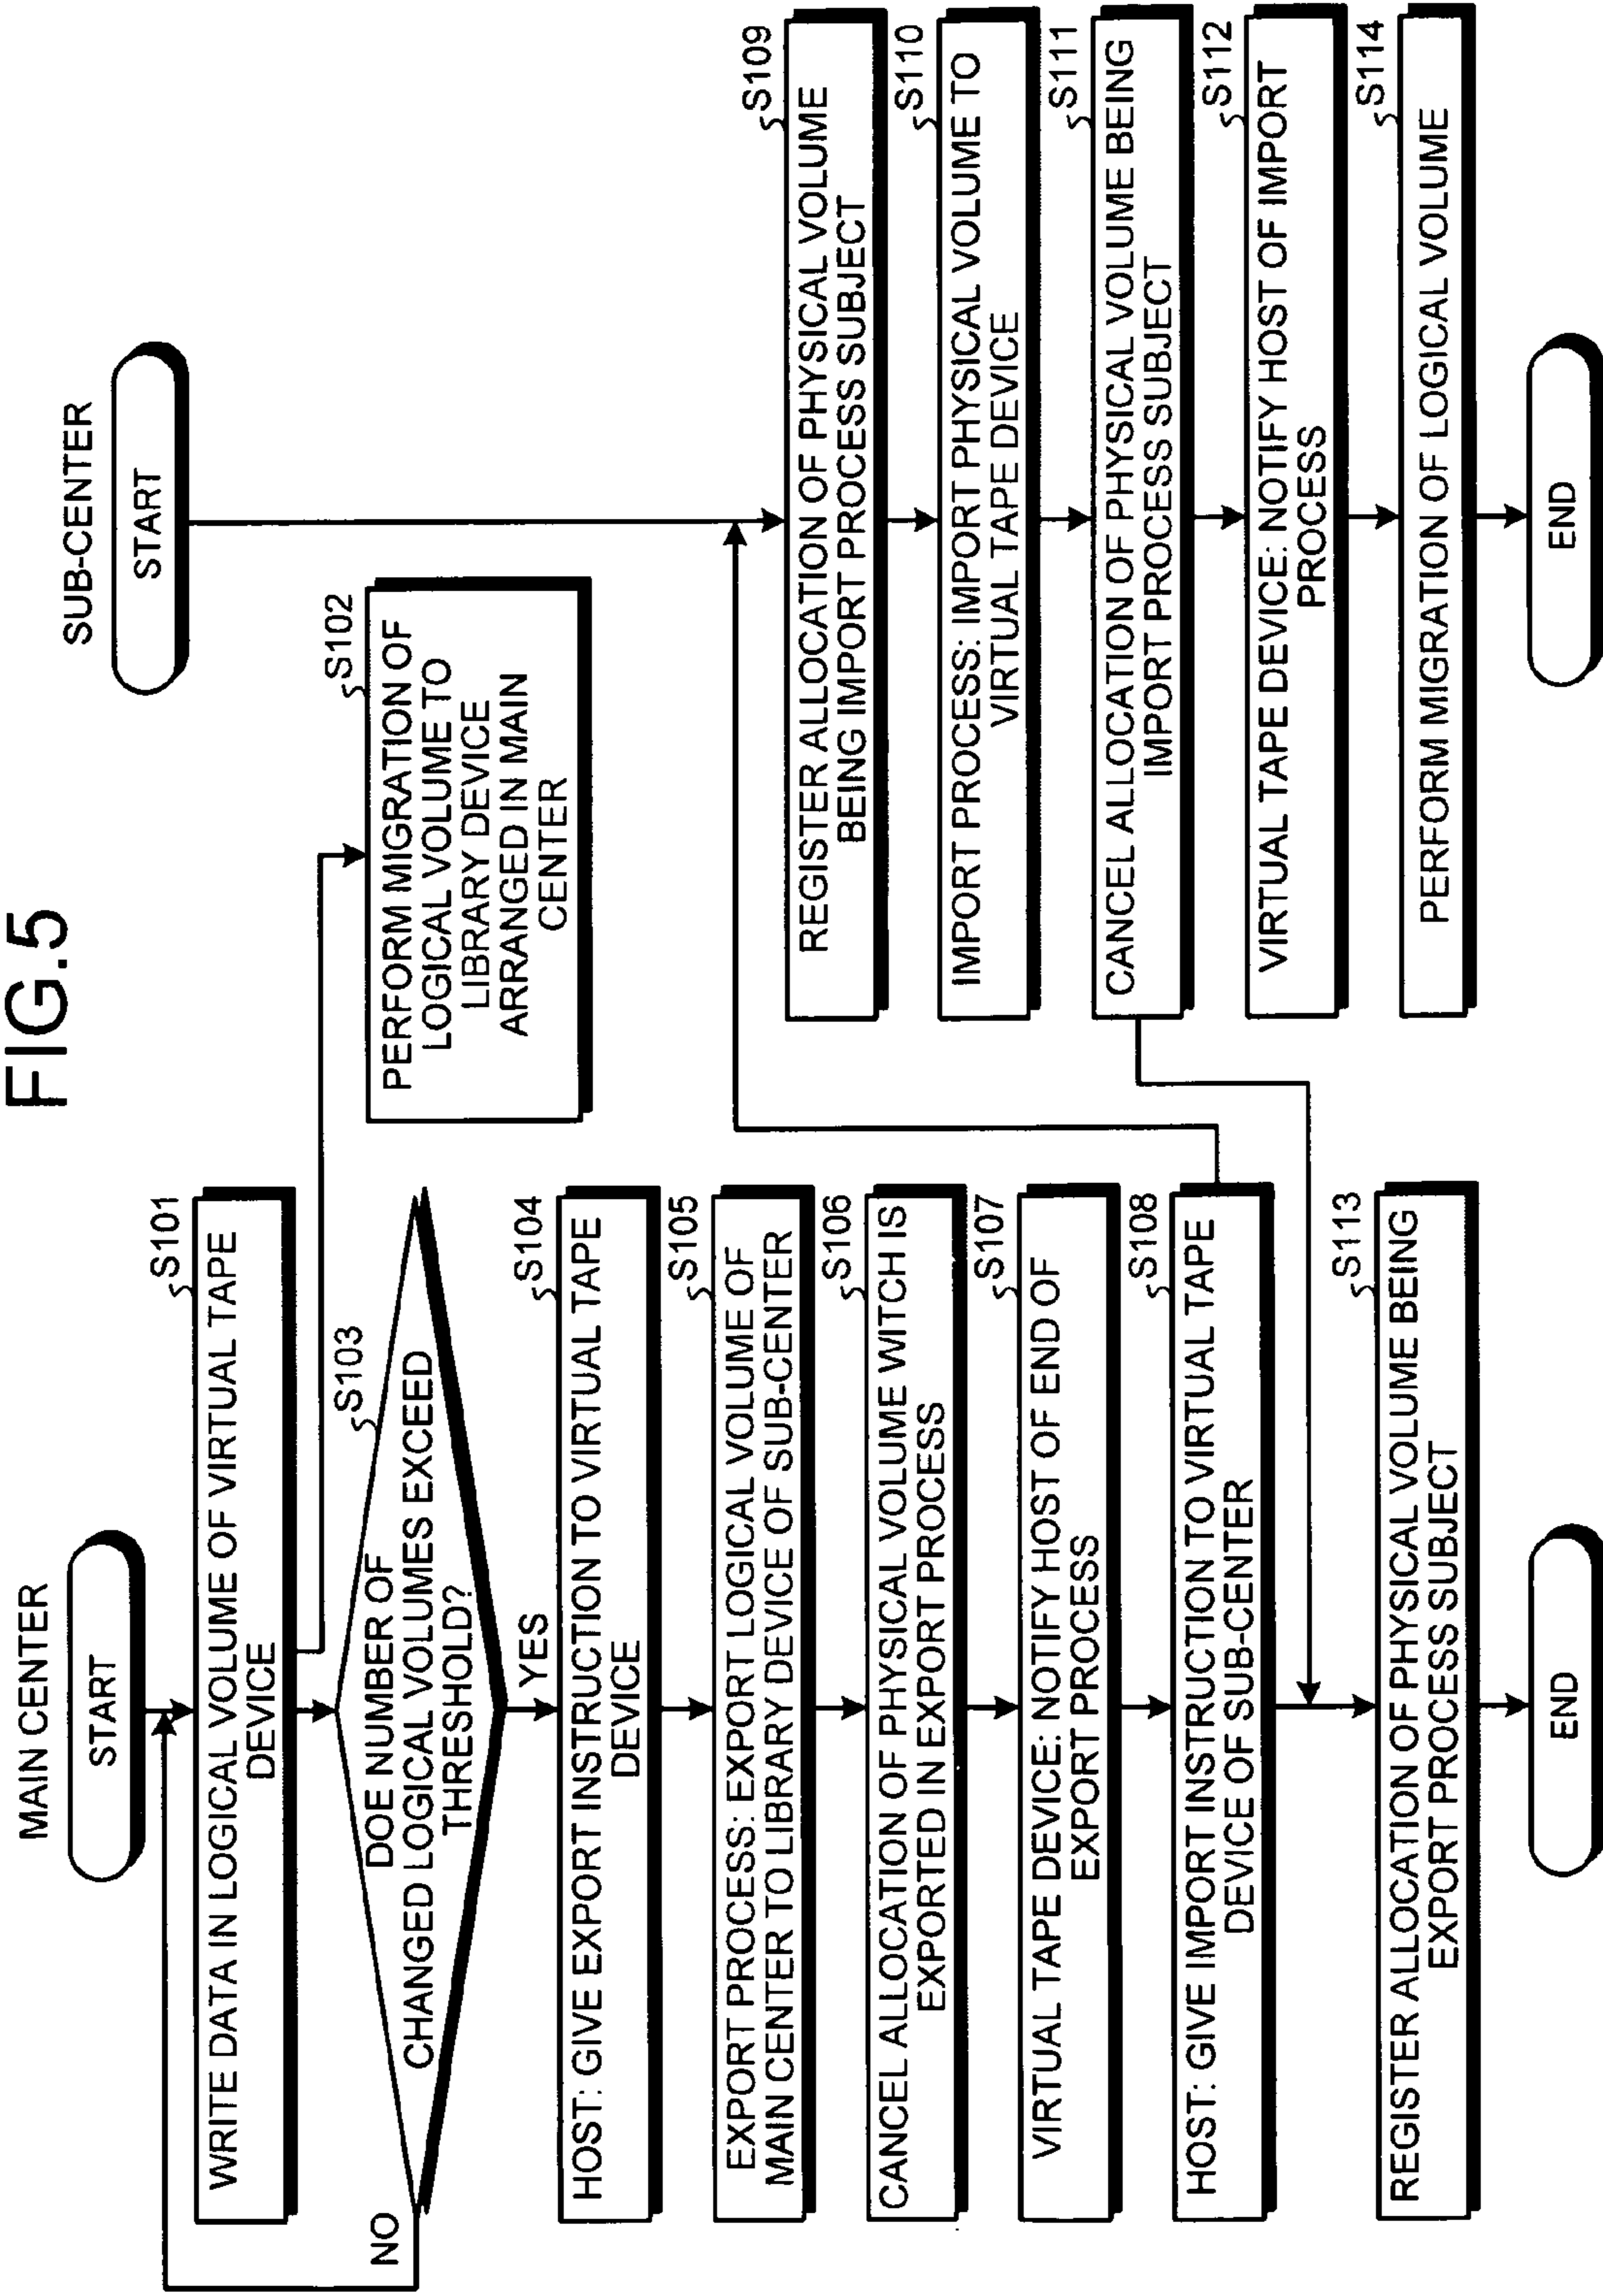 FIG.5
MAIN CENTER
START
S101
WRITE DATA IN LOGICAL VOLUME OF VIRTUAL TAPE
DEVICE
S102
PERFORM MIGRATION OF
LOGICAL VOLUME TO
LIBRARY DEVICE
ARRANGED IN MAIN
CENTER
S103
DOE NUMBER OF
CHANGED LOGICAL VOLUMES EXCEED
THRESHOLD?
NO
YES
S104
HOST: GIVE EXPORT INSTRUCTION TO VIRTUAL TAPE
DEVICE
S105
EXPORT PROCESS: EXPORT LOGICAL VOLUME OF
MAIN CENTER TO LIBRARY DEVICE OF SUB-CENTER
S106
CANCEL ALLOCATION OF PHYSICAL VOLUME WITCH IS
EXPORTED IN EXPORT PROCESS
S107
VIRTUAL TAPE DEVICE: NOTIFY HOST OF END OF
EXPORT PROCESS
S108
HOST: GIVE IMPORT INSTRUCTION TO VIRTUAL TAPE
DEVICE OF SUB-CENTER
S113
REGISTER ALLOCATION OF PHYSICAL VOLUME BEING
EXPORT PROCESS SUBJECT
END
SUB-CENTER
START
S109
REGISTER ALLOCATION OF PHYSICAL VOLUME
BEING IMPORT PROCESS SUBJECT
S110
IMPORT PROCESS: IMPORT PHYSICAL VOLUME TO
VIRTUAL TAPE DEVICE
S111
CANCEL ALLOCATION OF PHYSICAL VOLUME BEING
IMPORT PROCESS SUBJECT
S112
VIRTUAL TAPE DEVICE: NOTIFY HOST OF IMPORT
PROCESS
S114
PERFORM MIGRATION OF LOGICAL VOLUME
END